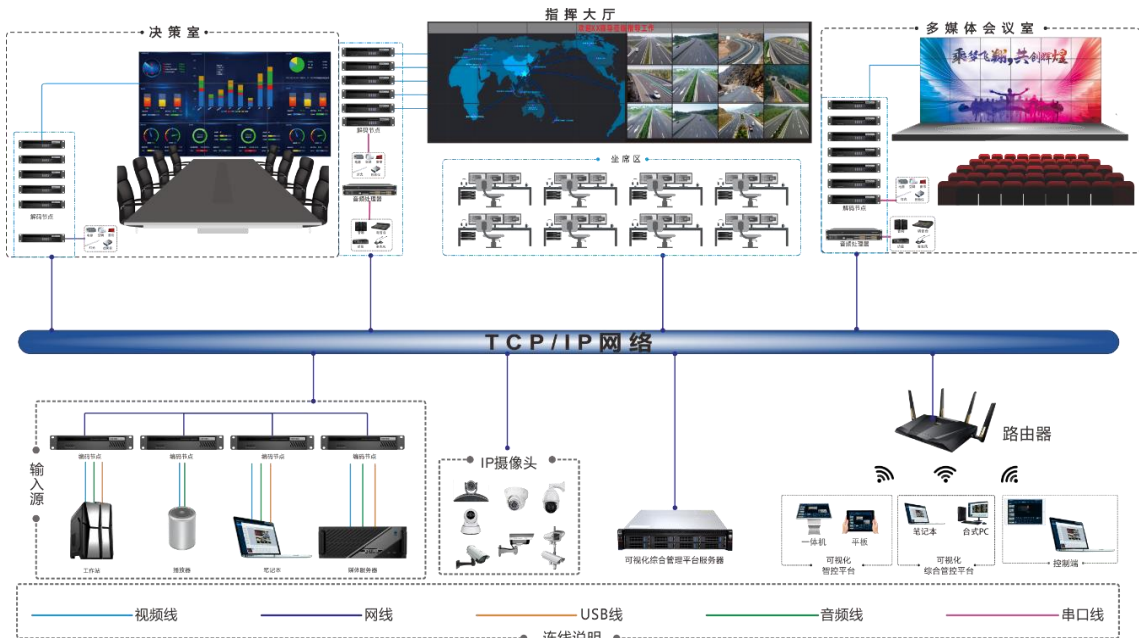 指挥大厅
决策室
多媒体会议室
乘梦飞翔,共创辉煌
解码节点
坐席区
音频处理器
解码节点
解码节点
音频处理器
TCP/IP网络
编码节点
编码节点
编码节点
编码节点
输入源
工作站
播放器
笔记本
媒体服务器
IP摄像头
可视化综合管理平台服务器
路由器
一体机
平板
笔记本
台式PC
可视化
智控平台
可视化
综合管控平台
控制端
视频线
网线
USB线
音频线
串口线
连线说明